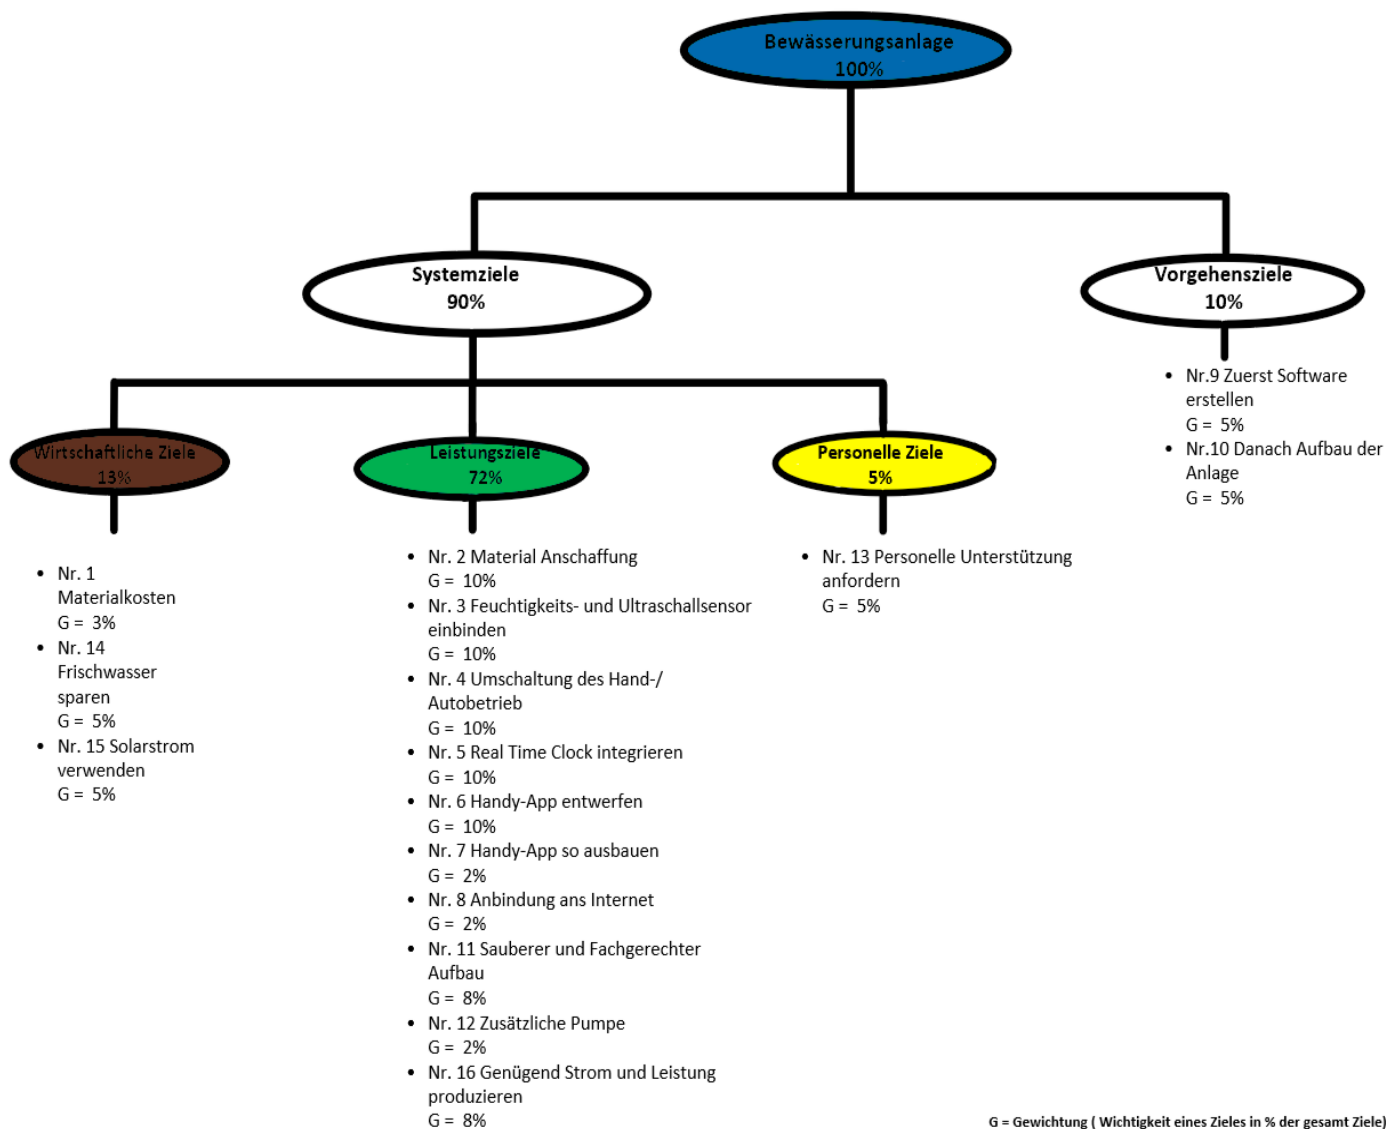 Bewässerungsanlage
100%
Systemziele
90%
Vorgehensziele
10%
Wirtschaftliche Ziele
13%
Leistungsziele
72%
Personelle Ziele
5%
• Nr. 1
Materialkosten
G = 3%
• Nr. 14
Frischwasser
sparen
G = 5%
• Nr. 15 Solarstrom
verwenden
G = 5%
• Nr. 2 Material Anschaffung
G = 10%
• Nr. 3 Feuchtigkeits- und Ultraschallsensor
einbinden
G = 10%
• Nr. 4 Umschaltung des Hand-/
Autobetrieb
G = 10%
• Nr. 5 Real Time Clock integrieren
G = 10%
• Nr. 6 Handy-App entwerfen
G = 10%
• Nr. 7 Handy-App so ausbauen
G = 2%
• Nr. 8 Anbindung ans Internet
G = 2%
• Nr. 11 Sauberer und Fachgerechter
Aufbau
G = 8%
• Nr. 12 Zusätzliche Pumpe
G = 2%
• Nr. 16 Genügend Strom und Leistung
produzieren
G = 8%
• Nr. 13 Personelle Unterstützung
anfordern
G = 5%
• Nr.9 Zuerst Software
erstellen
G = 5%
• Nr.10 Danach Aufbau der
Anlage
G = 5%
G = Gewichtung ( Wichtigkeit eines Zieles in % der gesamt Ziele)